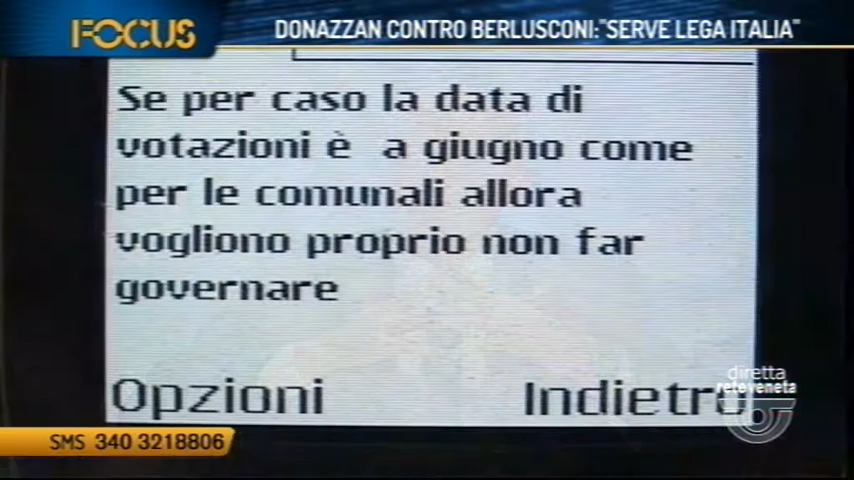 FOCUS
DONAZZAN CONTRO BERLUSCONI:"SERVE LEGA ITALIA"
Se per caso la data di
votazioni è a giugno come
per le comunali allora
vogliono proprio non far
governare
Opzioni
Indietro
diretta
reteveneta
SMS 340 3218806